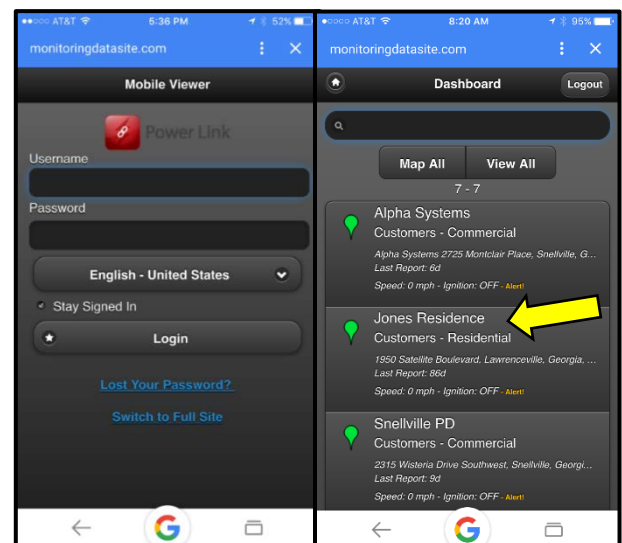 AT&T 5:36 PM 52%
monitoringdatasite.com
Mobile Viewer
Power Link
Username
Password
English - United States
Stay Signed In
Login
Lost Your Password?
Switch to Full Site
G
AT&T 8:20 AM 95%
monitoringdatasite.com
Dashboard
Logout
Map All View All
7 - 7
Alpha Systems
Customers - Commercial
Alpha Systems 2725 Montclair Place, Snellville, G...
Last Report: 6d
Speed: 0 mph - Ignition: OFF - Alert!
Jones Residence
Customers - Residential
1950 Satellite Boulevard, Lawrenceville, Georgia, ...
Last Report: 86d
Speed: 0 mph - Ignition: OFF - Alert!
Snellville PD
Customers - Commercial
2315 Wisteria Drive Southwest, Snellville, Georgi...
Last Report: 9d
Speed: 0 mph - Ignition: OFF - Alert!
G